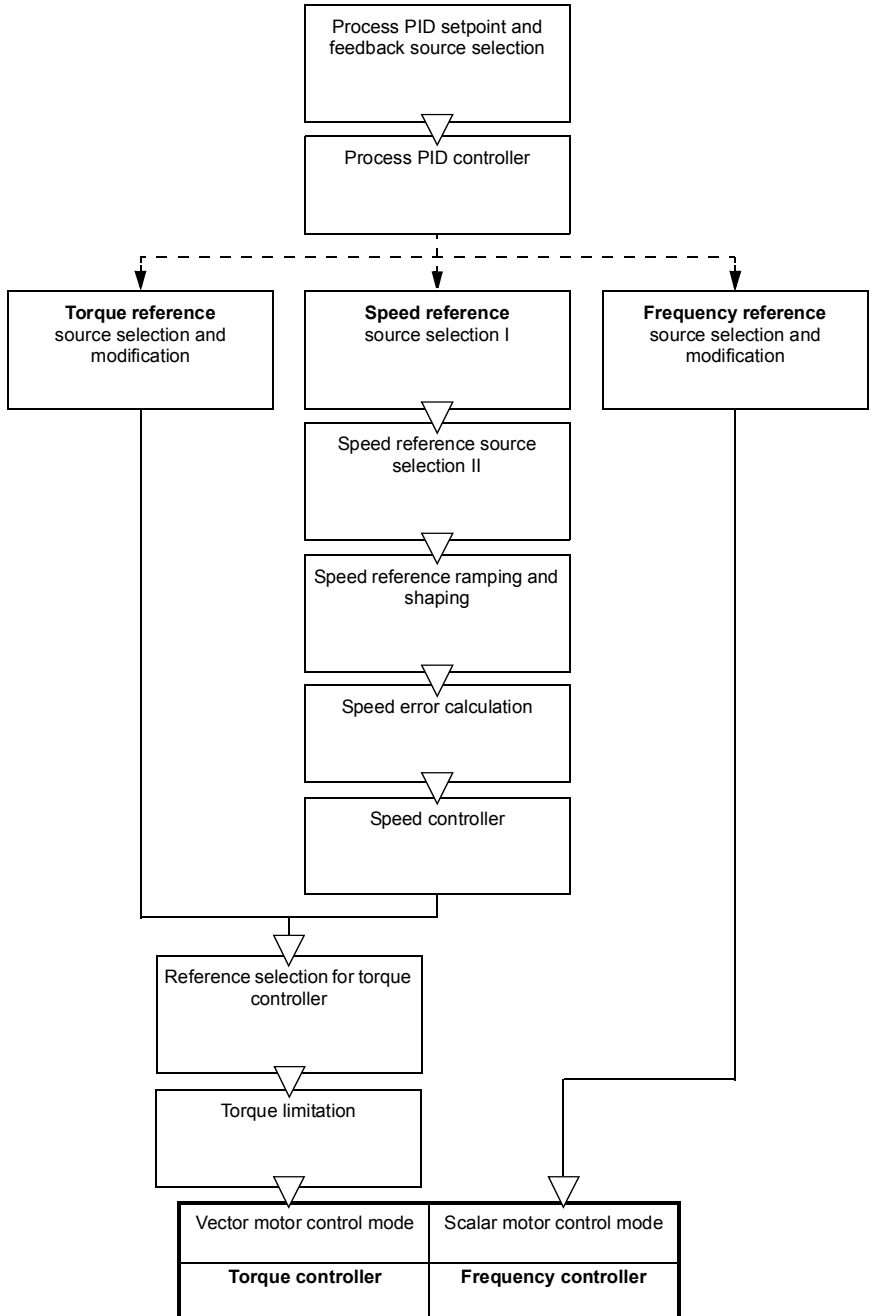 Process PID setpoint and
feedback source selection
Process PID controller
Torque reference
source selection and
modification
Speed reference
source selection I
Frequency reference
source selection and
modification
Speed reference source
selection II
Speed reference ramping and
shaping
Speed error calculation
Speed controller
Reference selection for torque
controller
Torque limitation
Vector motor control mode
Scalar motor control mode
Torque controller
Frequency controller